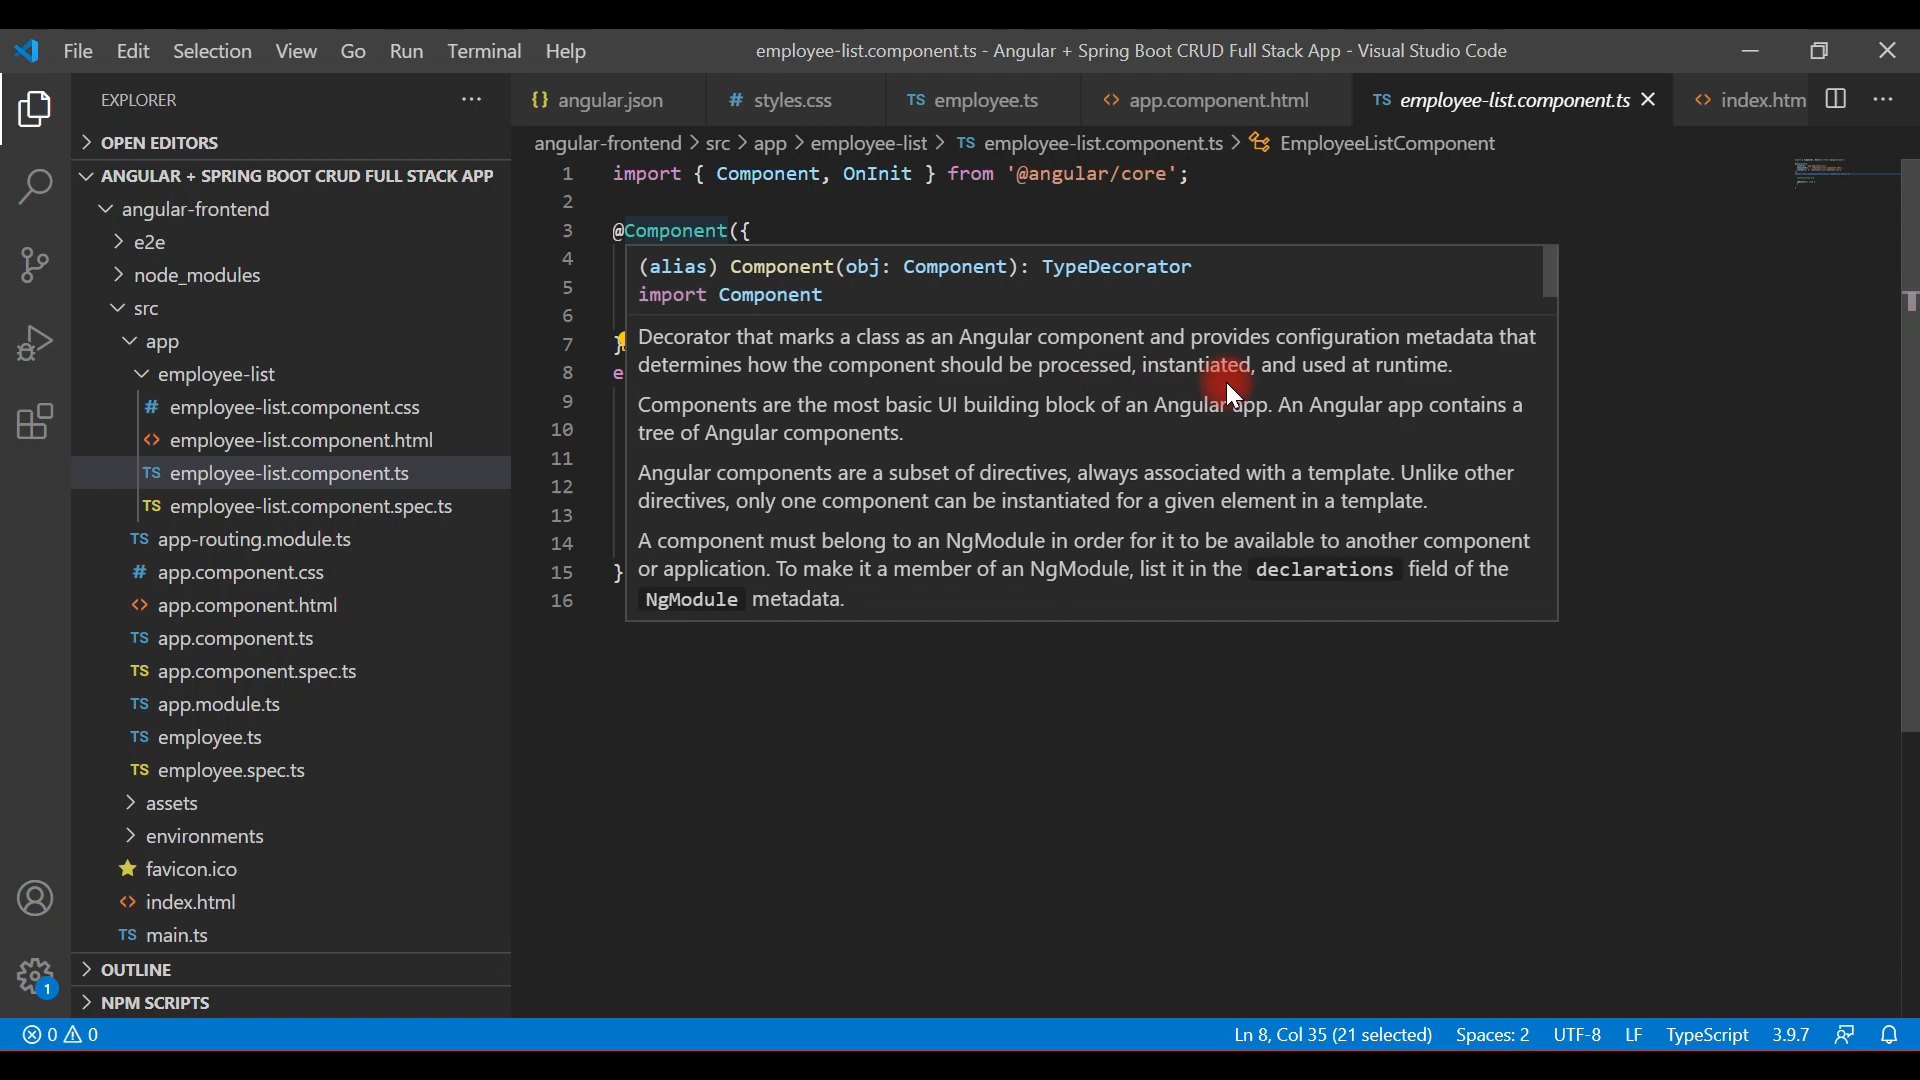 File Edit Selection View Go Run Terminal Help
employee-list.component.ts - Angular + Spring Boot CRUD Full Stack App - Visual Studio Code
EXPLORER
OPEN EDITORS
ANGULAR + SPRING BOOT CRUD FULL STACK APP
angular-frontend
e2e
node_modules
src
app
employee-list
# employee-list.component.css
<> employee-list.component.html
TS employee-list.component.ts
TS employee-list.component.spec.ts
TS app-routing.module.ts
# app.component.css
<> app.component.html
TS app.component.ts
TS app.component.spec.ts
TS app.module.ts
TS employee.ts
TS employee.spec.ts
assets
environments
favicon.ico
<> index.html
TS main.ts
OUTLINE
NPM SCRIPTS
1
{} angular.json # styles.css TS employee.ts <> app.component.html TS employee-list.component.ts <> index.htm
angular-frontend > src > app > employee-list > TS employee-list.component.ts > EmployeeListComponent
1 import { Component, OnInit } from '@angular/core';
2
3 @Component({
4
5
6
7 }
8 e
9
10
11
12
13
14
15 }
16
(alias) Component(obj: Component): TypeDecorator
import Component
Decorator that marks a class as an Angular component and provides configuration metadata that
determines how the component should be processed, instantiated, and used at runtime.
Components are the most basic UI building block of an Angular app. An Angular app contains a
tree of Angular components.
Angular components are a subset of directives, always associated with a template. Unlike other
directives, only one component can be instantiated for a given element in a template.
A component must belong to an NgModule in order for it to be available to another component
or application. To make it a member of an NgModule, list it in the declarations field of the
NgModule metadata.
0 0
Ln 8, Col 35 (21 selected) Spaces: 2 UTF-8 LF TypeScript 3.9.7